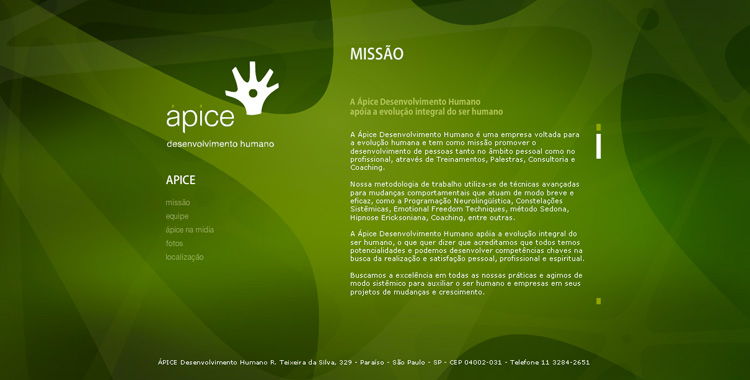 MISSÃO
ápice
desenvolvimento humano
APICE
missão
equipe
ápice na mídia
fotos
localização
A Ápice Desenvolvimento Humano
apóia a evolução integral do ser humano
A Ápice Desenvolvimento Humano é uma empresa voltada para
a evolução humana e tem como missão promover o
desenvolvimento de pessoas tanto no âmbito pessoal como no
profissional, através de Treinamentos, Palestras, Consultoria e
Coaching.
Nossa metodologia de trabalho utiliza-se de técnicas avançadas
para mudanças comportamentais que atuam de modo breve e
eficaz, como a Programação Neurolingüística, Constelações
Sistêmicas, Emotional Freedom Techniques, método Sedona,
Hipnose Ericksoniana, Coaching, entre outras.
A Ápice Desenvolvimento Humano apóia a evolução integral do
ser humano, o que quer dizer que acreditamos que todos temos
potencialidades e podemos desenvolver competências chaves na
busca da realização e satisfação pessoal, profissional e espiritual.
Buscamos a excelência em todas as nossas práticas e agimos de
modo sistêmico para auxiliar o ser humano e empresas em seus
projetos de mudanças e crescimento.
ÁPICE Desenvolvimento Humano R. Teixeira da Silva, 329 - Paraíso - São Paulo - SP - CEP 04002-031 - Telefone 11 3284-2651